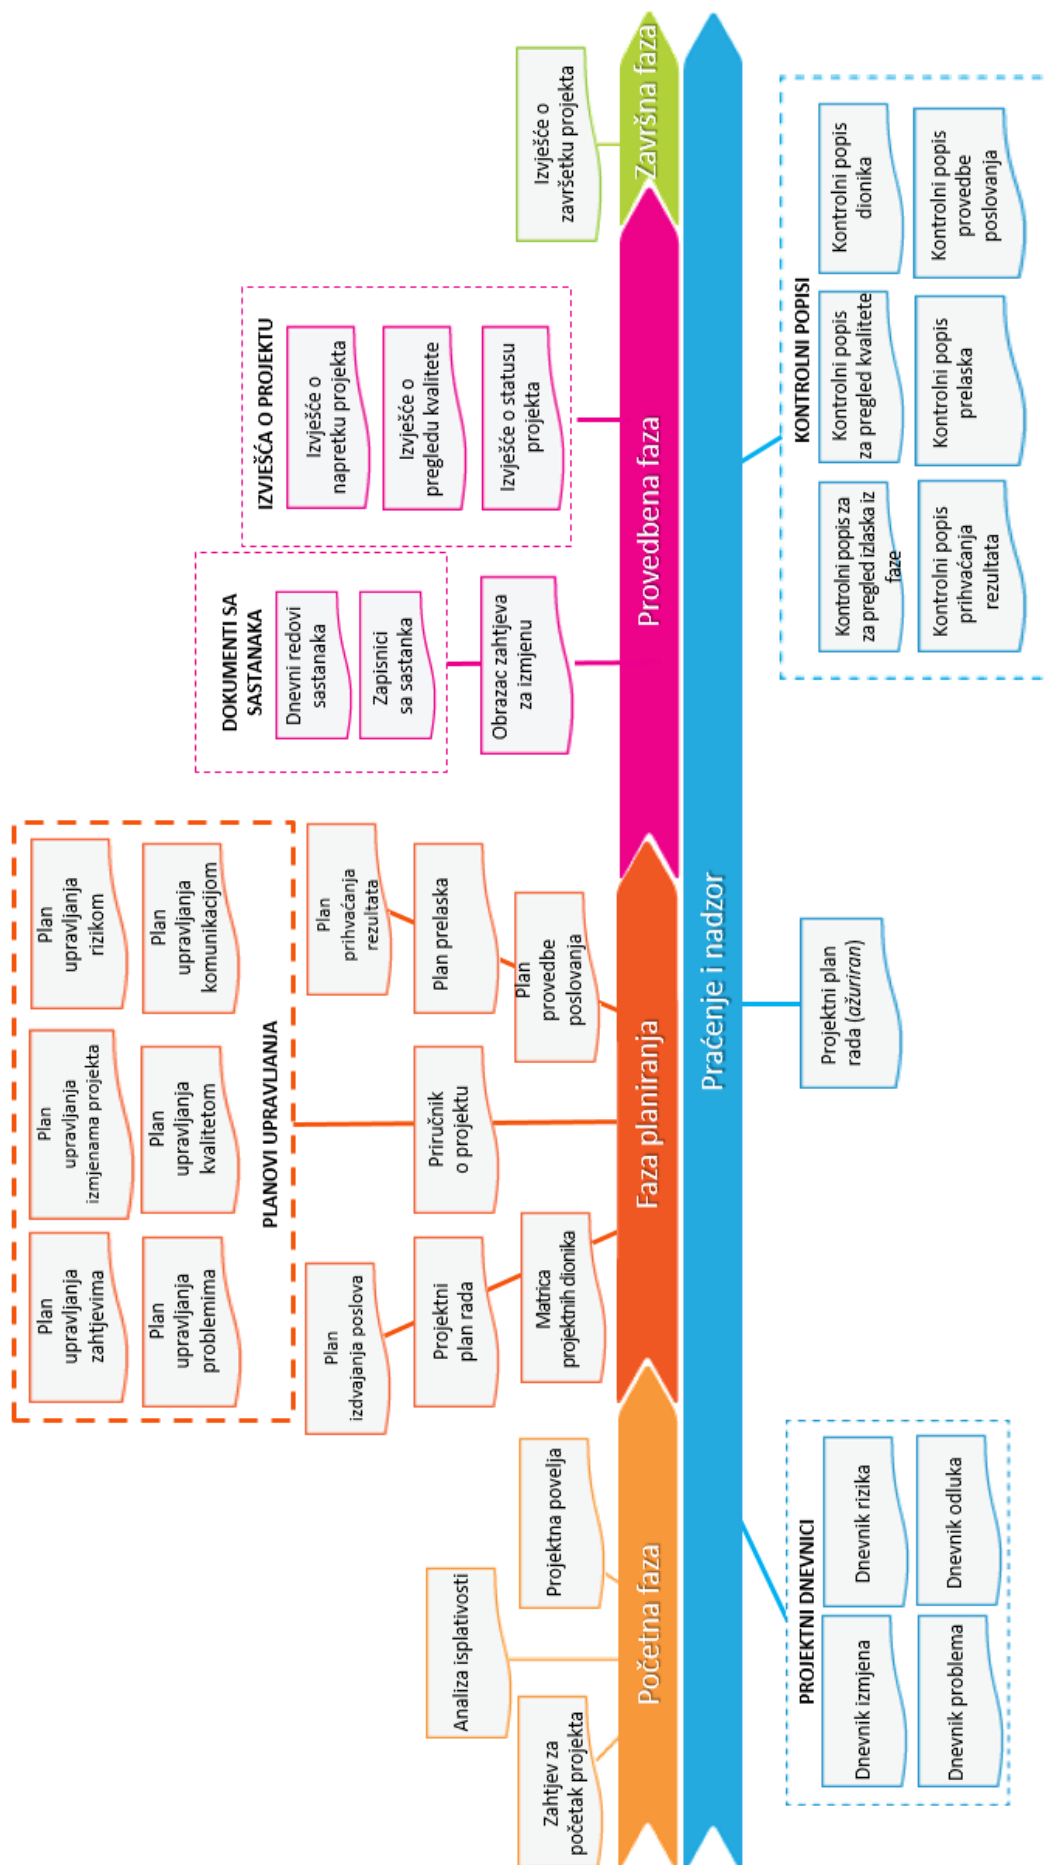 PLANOVI UPRAVLJANJA
Plan
upravljanja
zahtjevima
Plan
upravljanja
izmjenama projekta
Plan
upravljanja
rizikom
Plan
upravljanja
problemima
Plan
upravljanja
kvalitetom
Plan
upravljanja
komunikacijom
Plan
izdvajanja poslova
Projektni
plan rada
Matrica
projektnih dionika
Priručnik
o projektu
Plan
prihvaćanja
rezultata
Plan prelaska
Plan
provedbe
poslovanja
Analiza isplativosti
Zahtjev za
početak projekta
Projektna povelja
DOKUMENTI SA
SASTANAKA
Dnevni redovi
sastanaka
Zapisnici
sa sastanka
Obrazac zahtjeva
za izmjenu
IZVJEŠĆA O PROJEKTU
Izvješće o
napretku projekta
Izvješće o
pregledu kvalitete
Izvješće o statusu
projekta
Izvješće o
završetku projekta
Početna faza
Faza planiranja
Provedbena faza
Završna faza
Praćenje i nadzor
PROJEKTNI DNEVNICI
Dnevnik izmjena
Dnevnik rizika
Dnevnik problema
Dnevnik odluka
Projektni plan
rada (ažuriran)
KONTROLNI POPISI
Kontrolni popis za
za pregled izlaska iz
faze
Kontrolni popis
za pregled kvalitete
Kontrolni popis
dionika
Kontrolni popis
prihvaćanja
rezultata
Kontrolni popis
prelaska
Kontrolni popis
provedbe
poslovanja